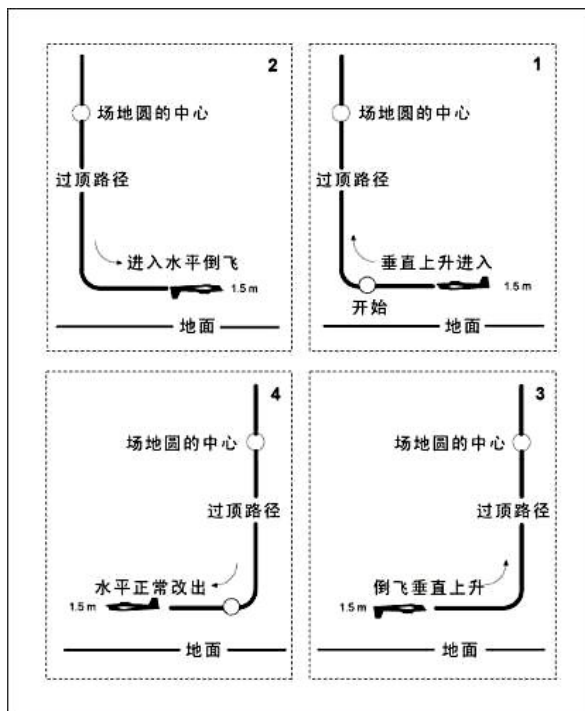 2
场地圆的中心
过顶路径
进入水平倒飞
1.5 m
地面
1
场地圆的中心
过顶路径
垂直上升进入
1.5 m
开始
地面
4
场地圆的中心
过顶路径
水平正常改出
1.5 m
地面
3
场地圆的中心
过顶路径
倒飞垂直上升
1.5 m
地面